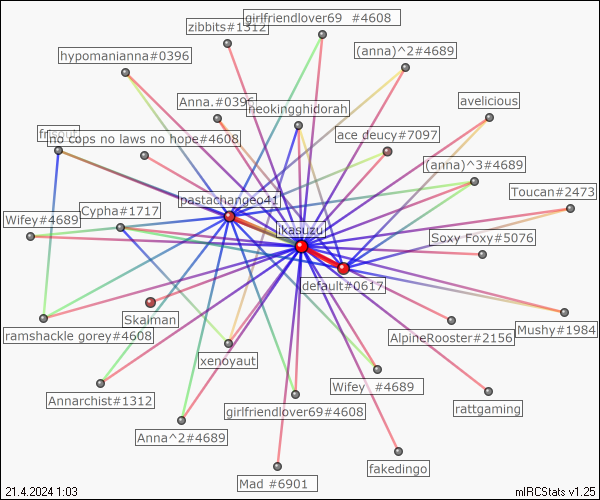 zibbits#1312
girlfriendlover69 #4608
hypomanianna#0396
(anna)^2#4689
Anna.#0396
neokingghidorah
avelicious
no cops no laws no hope#4608
ace deucy#7097
(anna)^3#4689
pastachangeo41
Toucan#2473
Wifey#4689
Cypha#1717
ikasuzu
Soxy Foxy#5076
default#0617
Skalman
ramshackle gorey#4608
AlpineRooster#2156
Mushy#1984
xenoyaut
Annarchist#1312
girlfriendlover69#4608
Wifey #4689
rattgaming
Anna^2#4689
fakedingo
Mad #6901
21.4.2024 1:03
mIRCStats v1.25